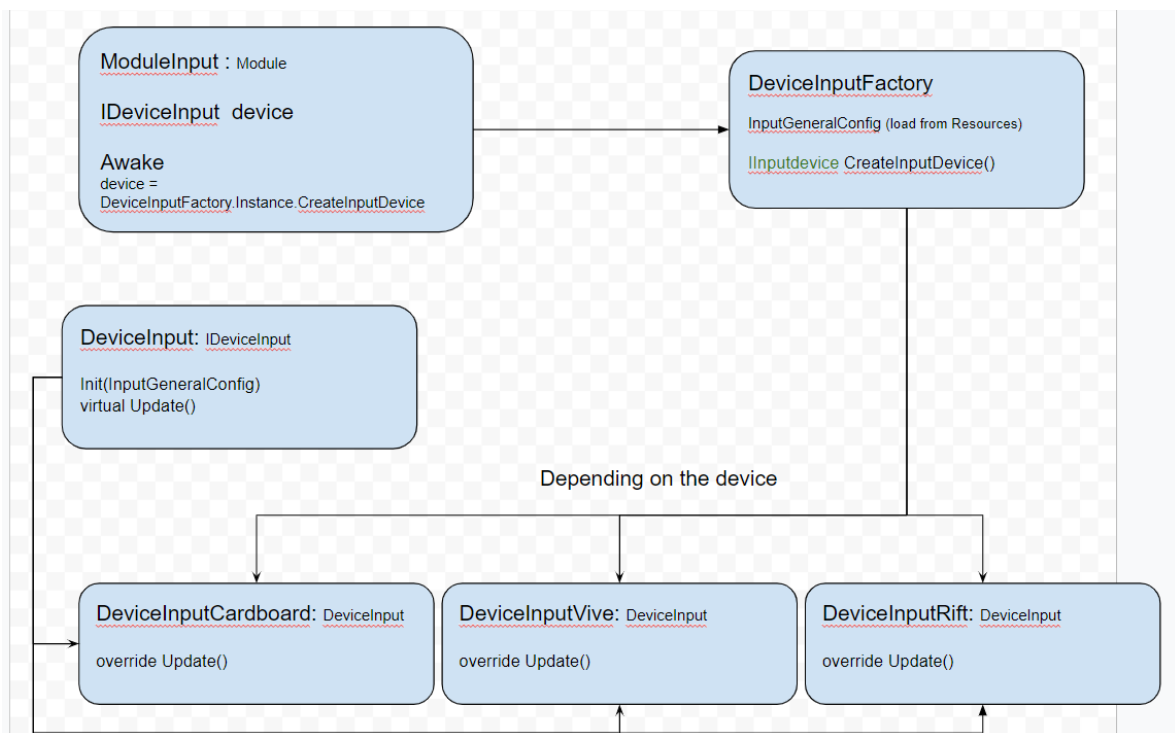 ModuleInput : Module
IDeviceInput device
Awake
device =
DeviceInputFactory.Instance.CreateInputDevice
DeviceInputFactory
InputGeneralConfig (load from Resources)
IInputdevice CreateInputDevice()
DeviceInput: IDeviceInput
Init(InputGeneralConfig)
virtual Update()
Depending on the device
DeviceInputCardboard: DeviceInput
override Update()
DeviceInputVive: DeviceInput
override Update()
DeviceInputRift: DeviceInput
override Update()